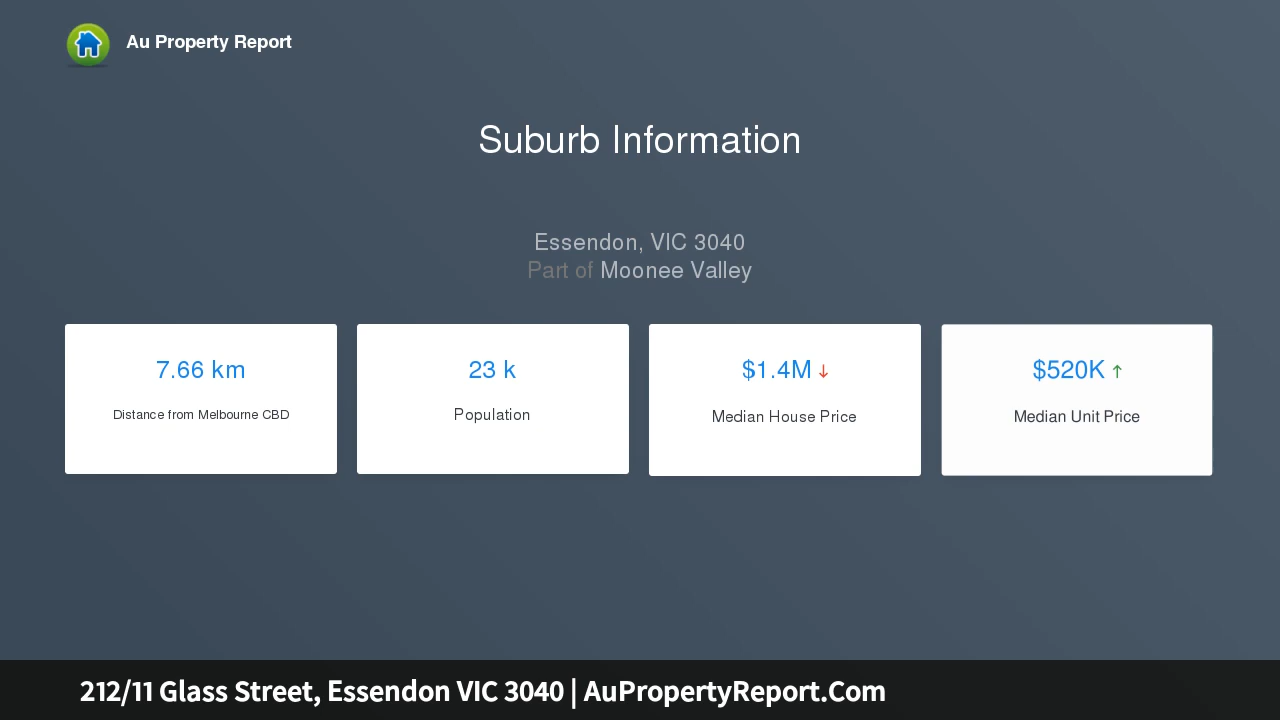 Au Property Report
Suburb Information
Essendon, VIC 3040
Part of Moonee Valley
7.66 km
Distance from Melbourne CBD
23 k
Population
$1.4M ↓
Median House Price
$520K ↑
Median Unit Price
212/11 Glass Street, Essendon VIC 3040 | AuPropertyReport.Com